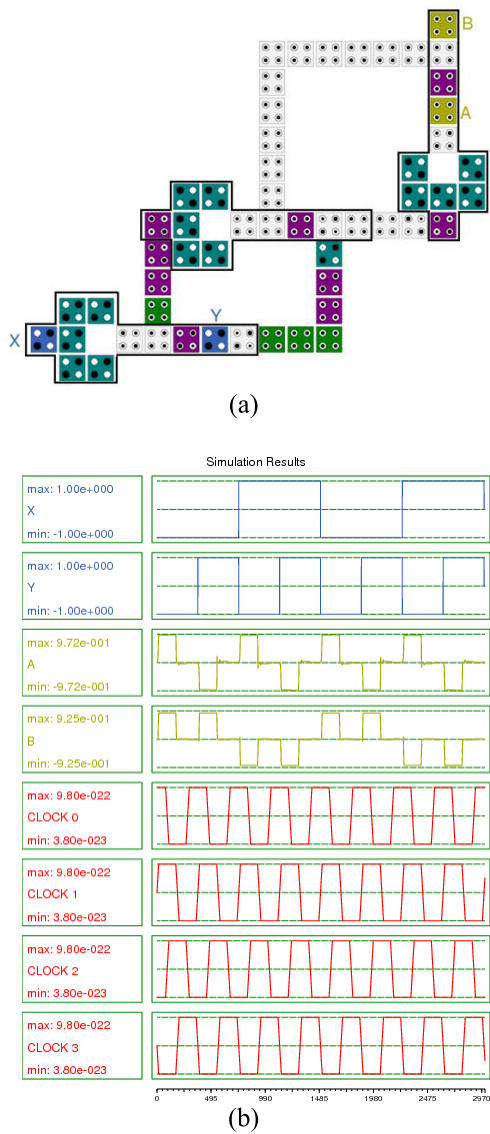 B
A
Y
X
(a)
Simulation Results
max: 1.00e+000
X
min: -1.00e+000
max: 1.00e+000
Y
min: -1.00e+000
max: 9.72e-001
A
min: -9.72e-001
max: 9.25e-001
B
min: -9.25e-001
max: 9.80e-022
CLOCK 0
min: 3.80e-023
max: 9.80e-022
CLOCK 1
min: 3.80e-023
max: 9.80e-022
CLOCK 2
min: 3.80e-023
max: 9.80e-022
CLOCK 3
min: 3.80e-023
0 495 990 1485 1980 2475 2970
(b)